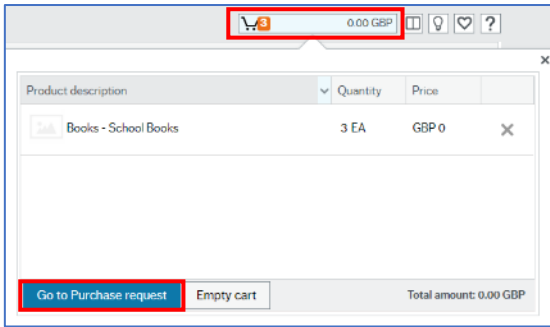 3 0.00 GBP ?
x
Product description Quantity Price
Books - School Books 3 EA GBP 0
Go to Purchase request Empty cart Total amount: 0.00 GBP